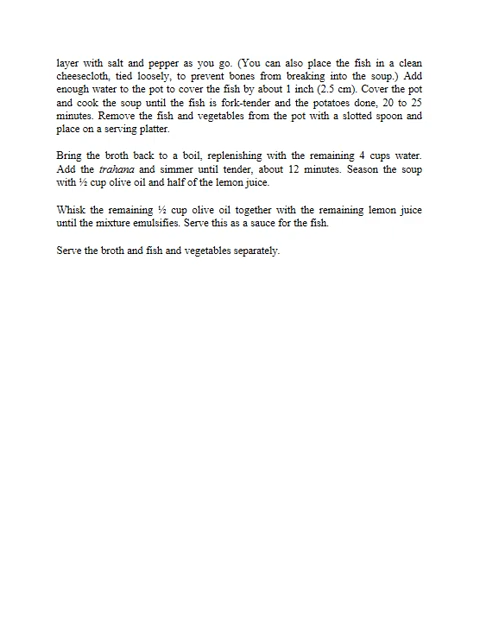 layer with salt and pepper as you go. (You can also place the fish in a clean
cheesecloth, tied loosely, to prevent bones from breaking into the soup.) Add
enough water to the pot to cover the fish by about 1 inch (2.5 cm). Cover the pot
and cook the soup until the fish is fork-tender and the potatoes done, 20 to 25
minutes. Remove the fish and vegetables from the pot with a slotted spoon and
place on a serving platter.
Bring the broth back to a boil, replenishing with the remaining 4 cups water.
Add the trahana and simmer until tender, about 12 minutes. Season the soup
with ½ cup olive oil and half of the lemon juice.
Whisk the remaining ½ cup olive oil together with the remaining lemon juice
until the mixture emulsifies. Serve this as a sauce for the fish.
Serve the broth and fish and vegetables separately.